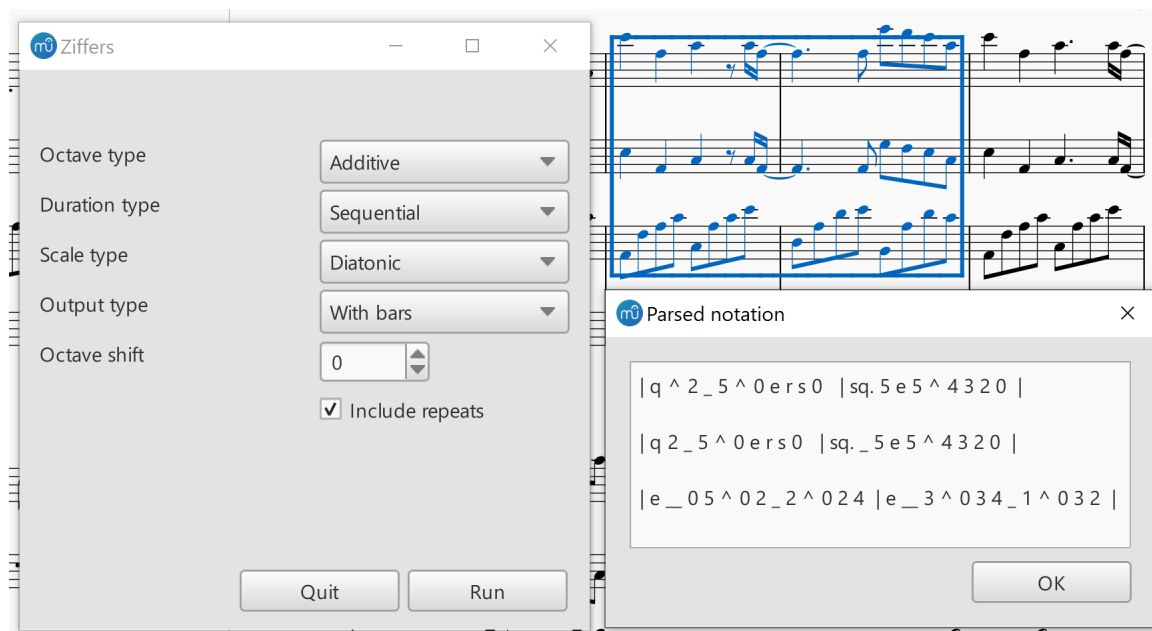 Ziffers
Octave type
Additive
Duration type
Sequential
Scale type
Diatonic
Output type
With bars
Octave shift
0
Include repeats
Quit
Run
Parsed notation
| q ^ 2 _ 5 ^ 0 e r s 0 | sq. 5 e 5 ^ 4 3 2 0 |
| q 2 _ 5 ^ 0 e r s 0 | sq. _ 5 e 5 ^ 4 3 2 0 |
| e __ 0 5 ^ 0 2 _ 2 ^ 0 2 4 | e __ 3 ^ 0 3 4 _ 1 ^ 0 3 2 |
OK